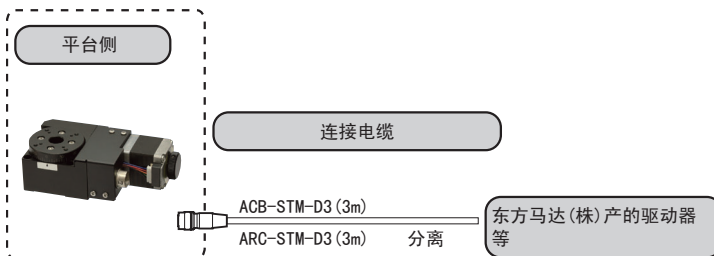 平台侧
连接电缆
ACB-STM-D3(3m)
ARC-STM-D3(3m) 分离
东方马达(株)产的驱动器
等